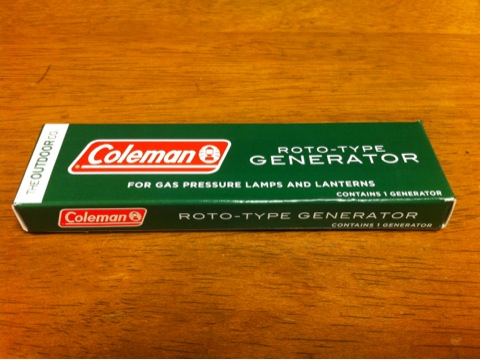 THE OUTDOOR CO.
Coleman
ROTO-TYPE
GENERATOR
FOR GAS PRESSURE LAMPS AND LANTERNS
CONTAINS 1 GENERATOR
Coleman
ROTO-TYPE GENERATOR
CONTAINS 1 GENERATOR